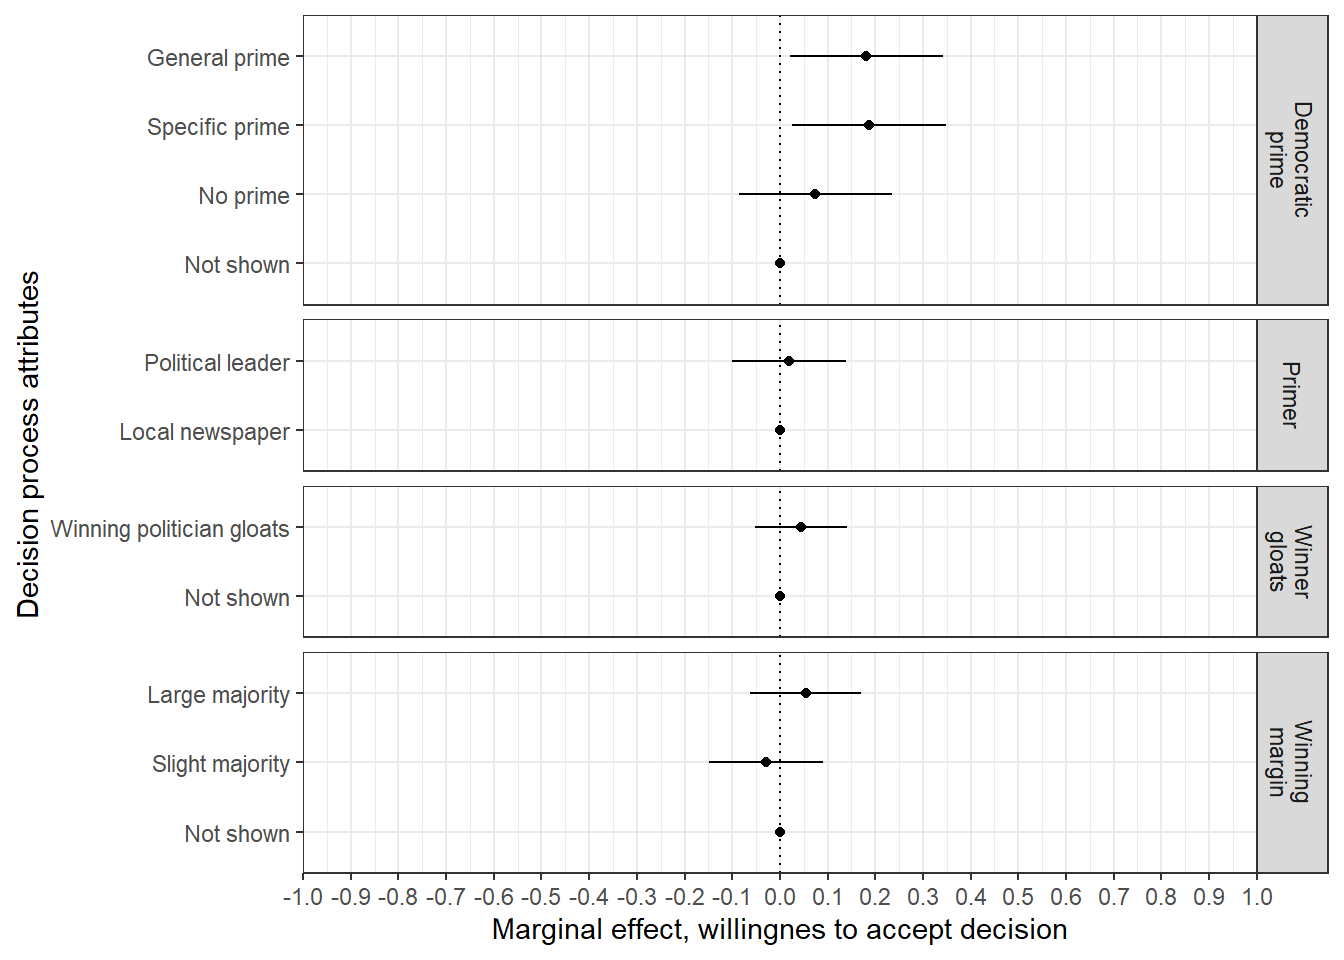 Decision process attributes
General prime
Specific prime
No prime
Not shown
Democratic
prime
Political leader
Local newspaper
Primer
Winning politician gloats
Not shown
Winner
gloats
Large majority
Slight majority
Not shown
Winning
margin
-1.0 -0.9 -0.8 -0.7 -0.6 -0.5 -0.4 -0.3 -0.2 -0.1 0.0 0.1 0.2 0.3 0.4 0.5 0.6 0.7 0.8 0.9 1.0
Marginal effect, willingnes to accept decision